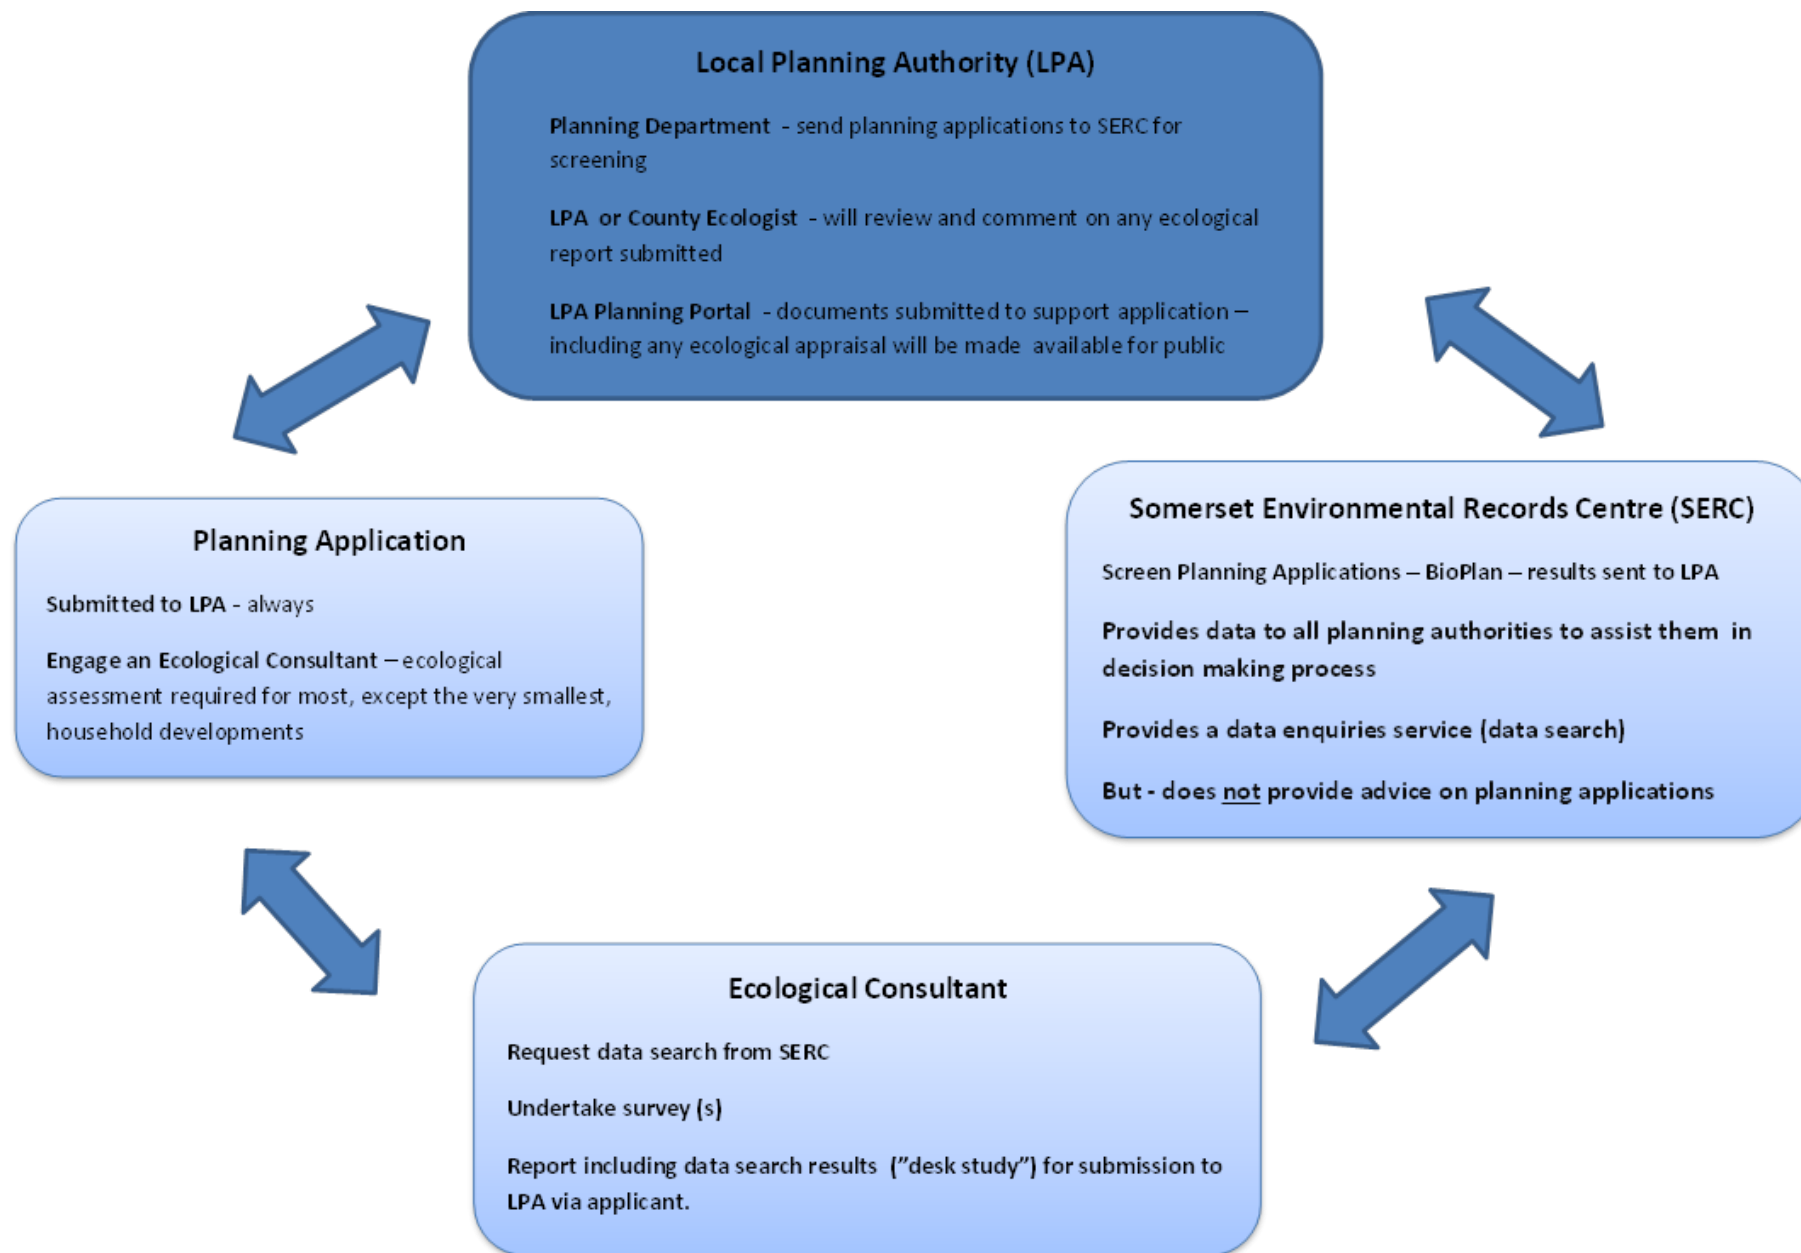 Local Planning Authority (LPA)
Planning Department - send planning applications to SERC for
screening
LPA or County Ecologist - will review and comment on any ecological
report submitted
LPA Planning Portal - documents submitted to support application –
including any ecological appraisal will be made available for public
Planning Application
Submitted to LPA - always
Engage an Ecological Consultant – ecological
assessment required for most, except the very smallest,
household developments
Somerset Environmental Records Centre (SERC)
Screen Planning Applications – BioPlan – results sent to LPA
Provides data to all planning authorities to assist them in
decision making process
Provides a data enquiries service (data search)
But - does not provide advice on planning applications
Ecological Consultant
Request data search from SERC
Undertake survey (s)
Report including data search results (”desk study”) for submission to
LPA via applicant.